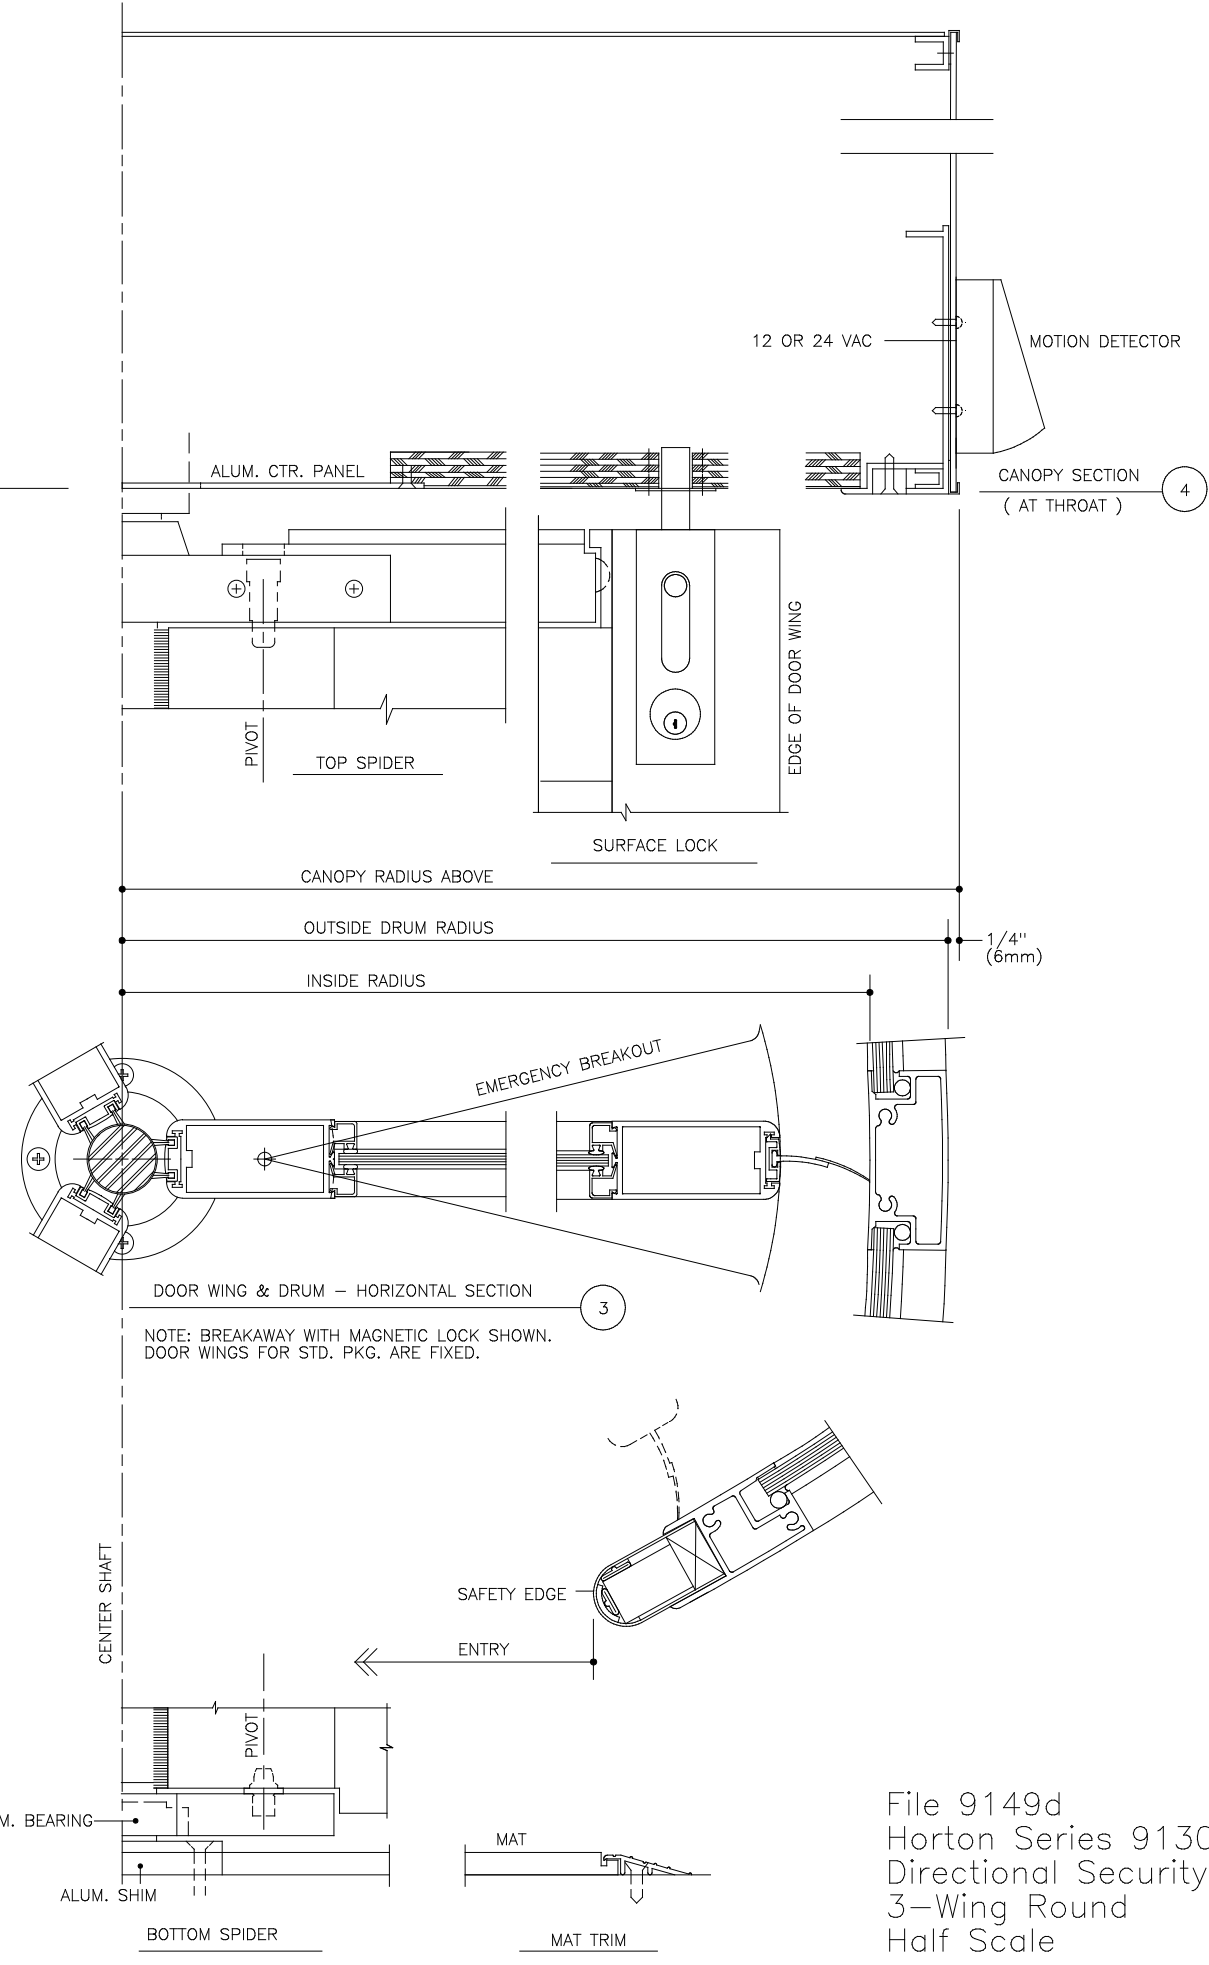 12 OR 24 VAC
MOTION DETECTOR
ALUM. CTR. PANEL
CANOPY SECTION
( AT THROAT )
4
EDGE OF DOOR WING
PIVOT
TOP SPIDER
SURFACE LOCK
CANOPY RADIUS ABOVE
OUTSIDE DRUM RADIUS
1/4"
(6mm)
INSIDE RADIUS
EMERGENCY BREAKOUT
DOOR WING & DRUM – HORIZONTAL SECTION
3
NOTE: BREAKAWAY WITH MAGNETIC LOCK SHOWN.
DOOR WINGS FOR STD. PKG. ARE FIXED.
CENTER SHAFT
SAFETY EDGE
ENTRY
PIVOT
M. BEARING
MAT
ALUM. SHIM
BOTTOM SPIDER
MAT TRIM
File 9149d
Horton Series 9130
Directional Security
3–Wing Round
Half Scale